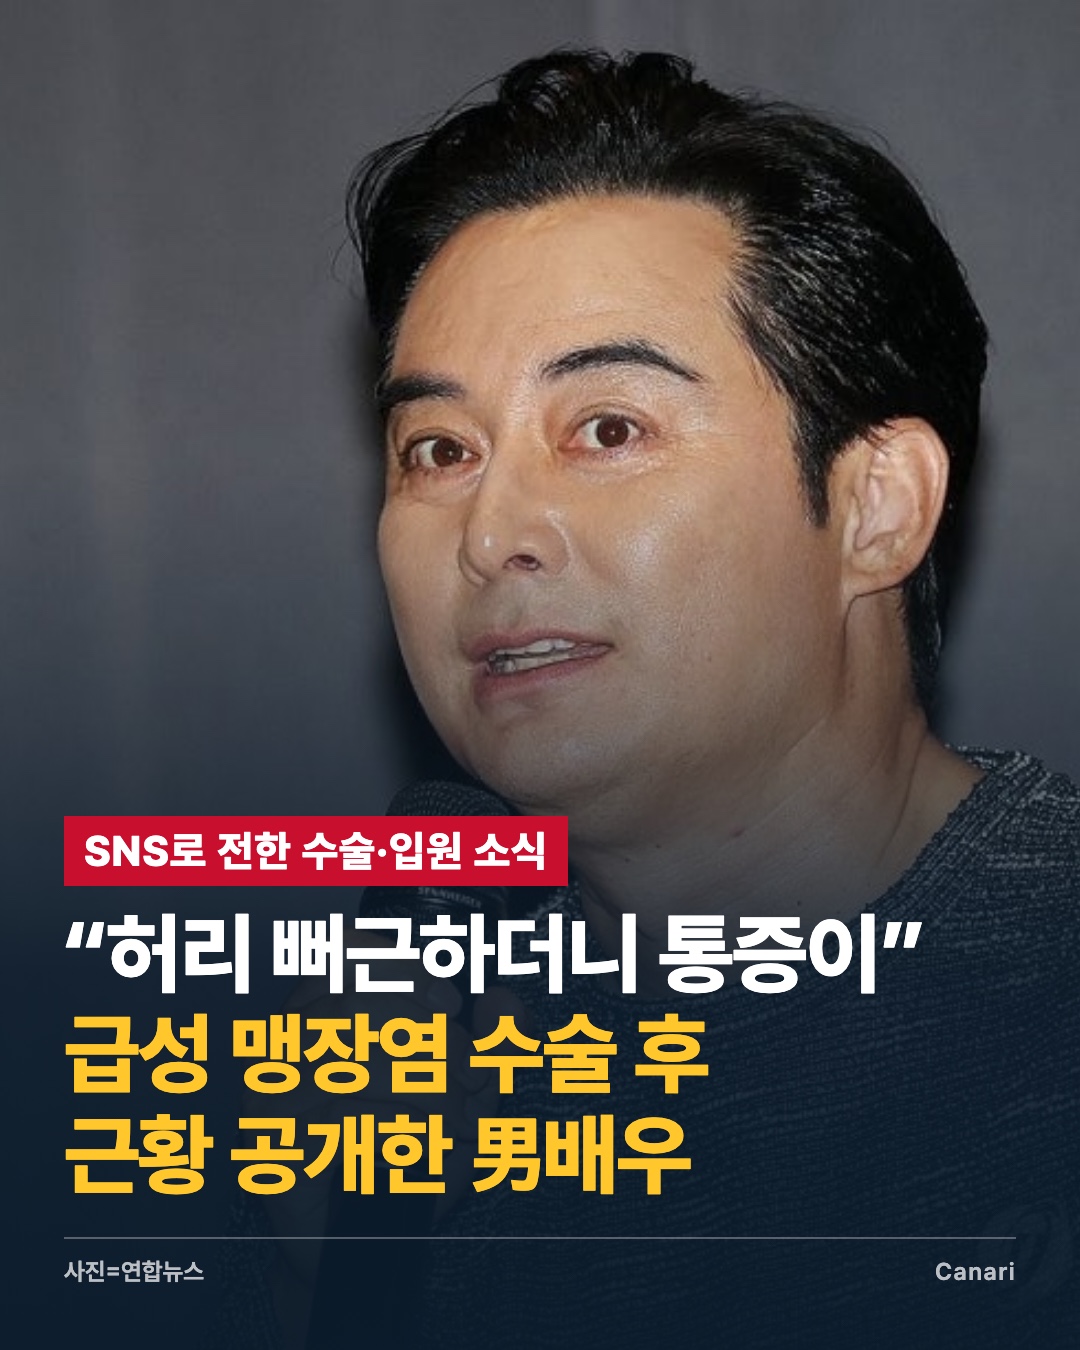 SNS로 전한 수술·입원 소식
“허리 뻐근하더니 통증이”
급성 맹장염 수술 후
근황 공개한 男배우
사진=연합뉴스
Canari